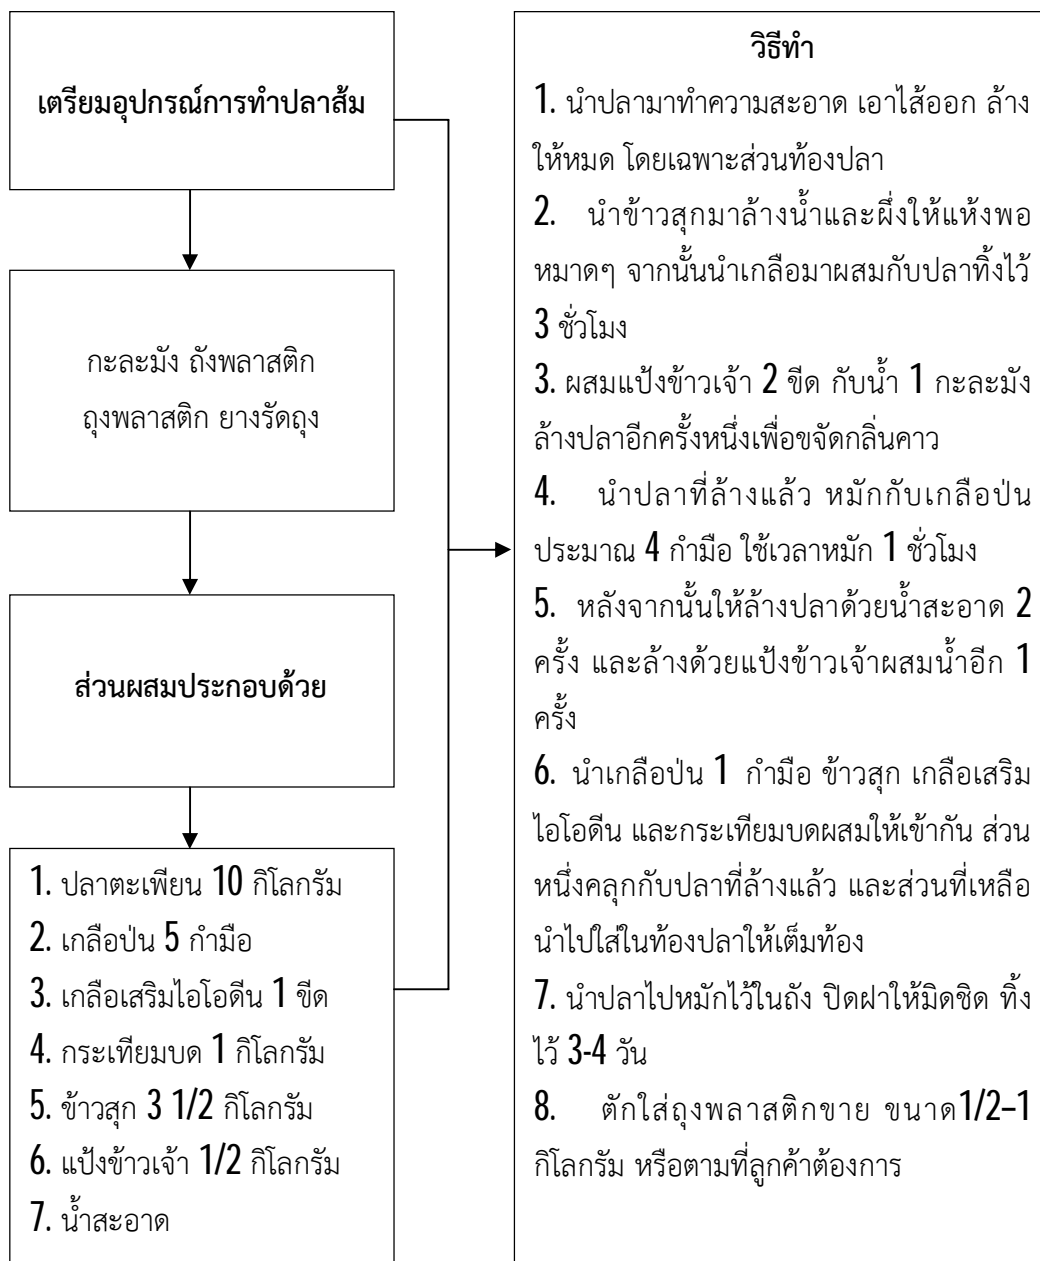 เตรียมอุปกรณ์การทำปลาส้ม
กะละมัง ถังพลาสติก
ถุงพลาสติก ยางรัดถุง
ส่วนผสมประกอบด้วย
1. ปลาตะเพียน 10 กิโลกรัม
2. เกลือป่น 5 กำมือ
3. เกลือเสริมไอโอดีน 1 ขีด
4. กระเทียมบด 1 กิโลกรัม
5. ข้าวสุก 3 1/2 กิโลกรัม
6. แป้งข้าวเจ้า 1/2 กิโลกรัม
7. น้ำสะอาด
วิธีทำ
1. นำปลามาทำความสะอาด เอาไส้ออก ล้าง
ให้หมด โดยเฉพาะส่วนท้องปลา
2. นำข้าวสุกมาล้างน้ำและผึ่งให้แห้งพอ
หมาดๆ จากนั้นนำเกลือมาผสมกับปลาทิ้งไว้
3 ชั่วโมง
3. ผสมแป้งข้าวเจ้า 2 ขีด กับน้ำ 1 กะละมัง
ล้างปลาอีกครั้งหนึ่งเพื่อขจัดกลิ่นคาว
4. นำปลาที่ล้างแล้ว หมักกับเกลือป่น
ประมาณ 4 กำมือ ใช้เวลาหมัก 1 ชั่วโมง
5. หลังจากนั้นให้ล้างปลาด้วยน้ำสะอาด 2
ครั้ง และล้างด้วยแป้งข้าวเจ้าผสมน้ำอีก 1
ครั้ง
6. นำเกลือป่น 1 กำมือ ข้าวสุก เกลือเสริม
ไอโอดีน และกระเทียมบดผสมให้เข้ากัน ส่วน
หนึ่งคลุกกับปลาที่ล้างแล้ว และส่วนที่เหลือ
นำไปใส่ในท้องปลาให้เต็มท้อง
7. นำปลาไปหมักไว้ในถัง ปิดฝาให้มิดชิด ทิ้ง
ไว้ 3-4 วัน
8. ตักใส่ถุงพลาสติกขาย ขนาด1/2–1
กิโลกรัม หรือตามที่ลูกค้าต้องการ